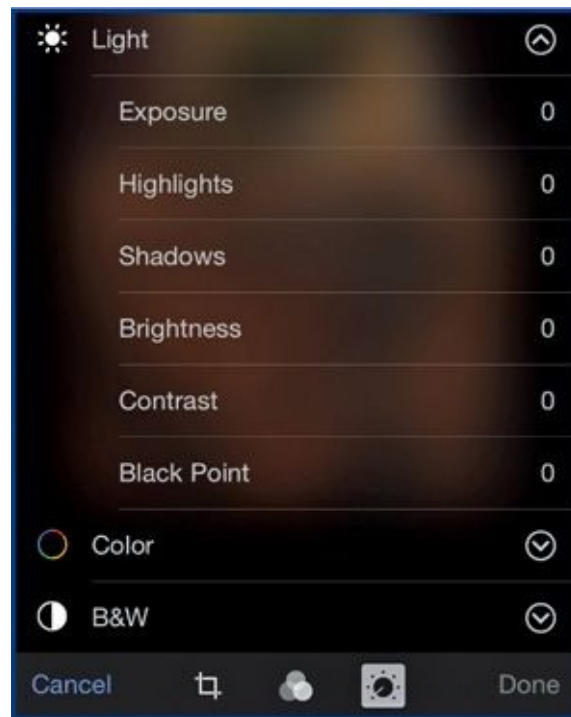 Light
Exposure 0
Highlights 0
Shadows 0
Brightness 0
Contrast 0
Black Point 0
Color
B&W
Cancel Done